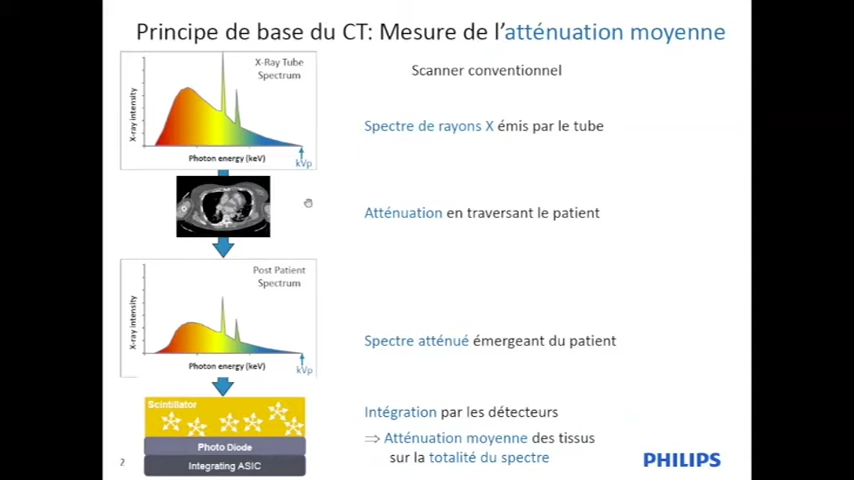 Principe de base du CT: Mesure de l'atténuation moyenne
X-Ray Tube
Spectrum
X-ray intensity
Photon energy (keV)
kVp
Scanner conventionnel
Spectre de rayons X émis par le tube
Atténuation en traversant le patient
Post Patient
Spectrum
X-ray intensity
Photon energy (keV)
kVp
Spectre atténué émergeant du patient
Scintillator
Photo Diode
Integrating ASIC
Intégration par les détecteurs
⇒ Atténuation moyenne des tissus
sur la totalité du spectre
2
PHILIPS